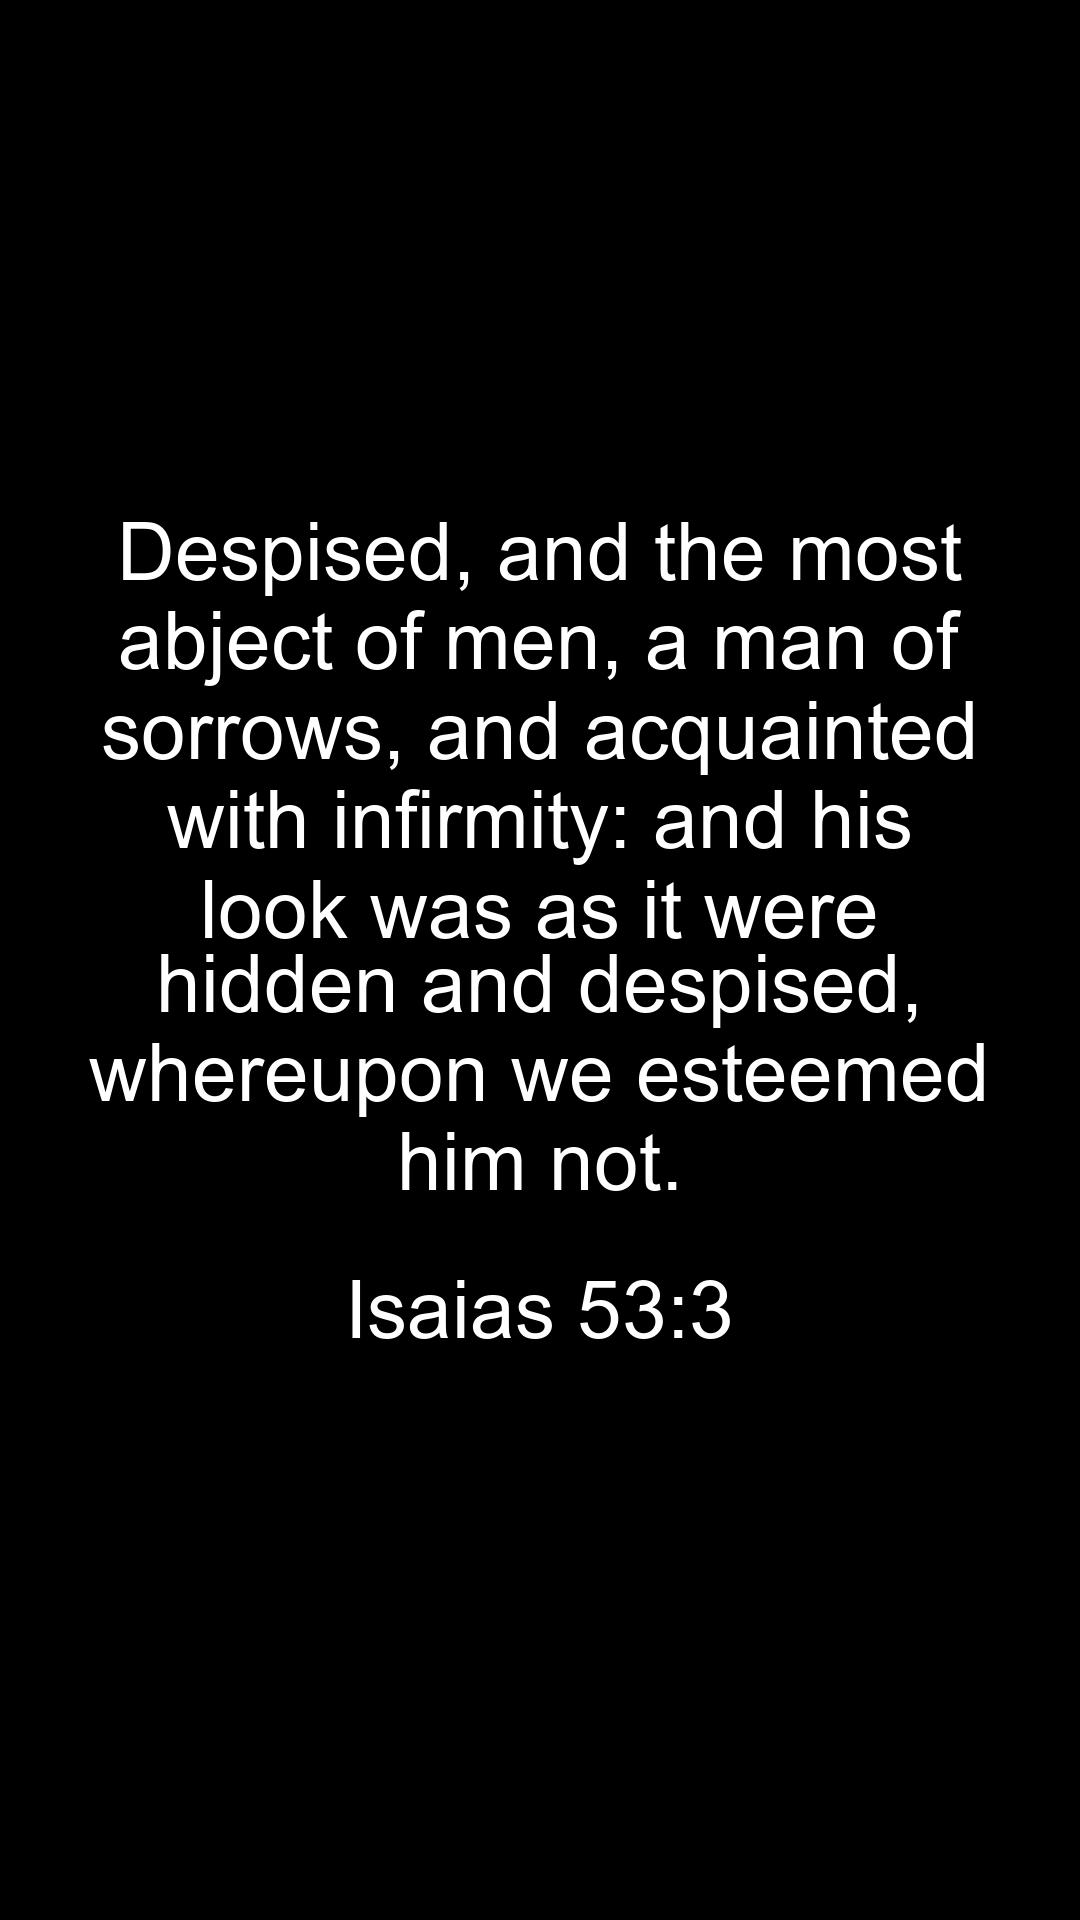 Despised, and the most
abject of men, a man of
sorrows, and acquainted
with infirmity: and his
look was as it were
hidden and despised,
whereupon we esteemed
him not.
Isaias 53:3